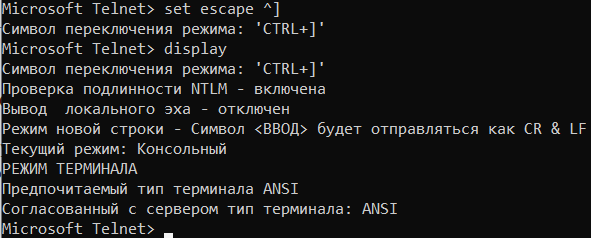 Microsoft Telnet> set escape ^]
Символ переключения режима: 'CTRL+]'
Microsoft Telnet> display
Символ переключения режима: 'CTRL+]'
Проверка подлинности NTLM - включена
Вывод  локального эха - отключен
Режим новой строки - Символ <ВВОД> будет отправляться как CR & LF
Текущий режим: Консольный
РЕЖИМ ТЕРМИНАЛА
Предпочитаемый тип терминала ANSI
Согласованный с сервером тип терминала: ANSI
Microsoft Telnet>